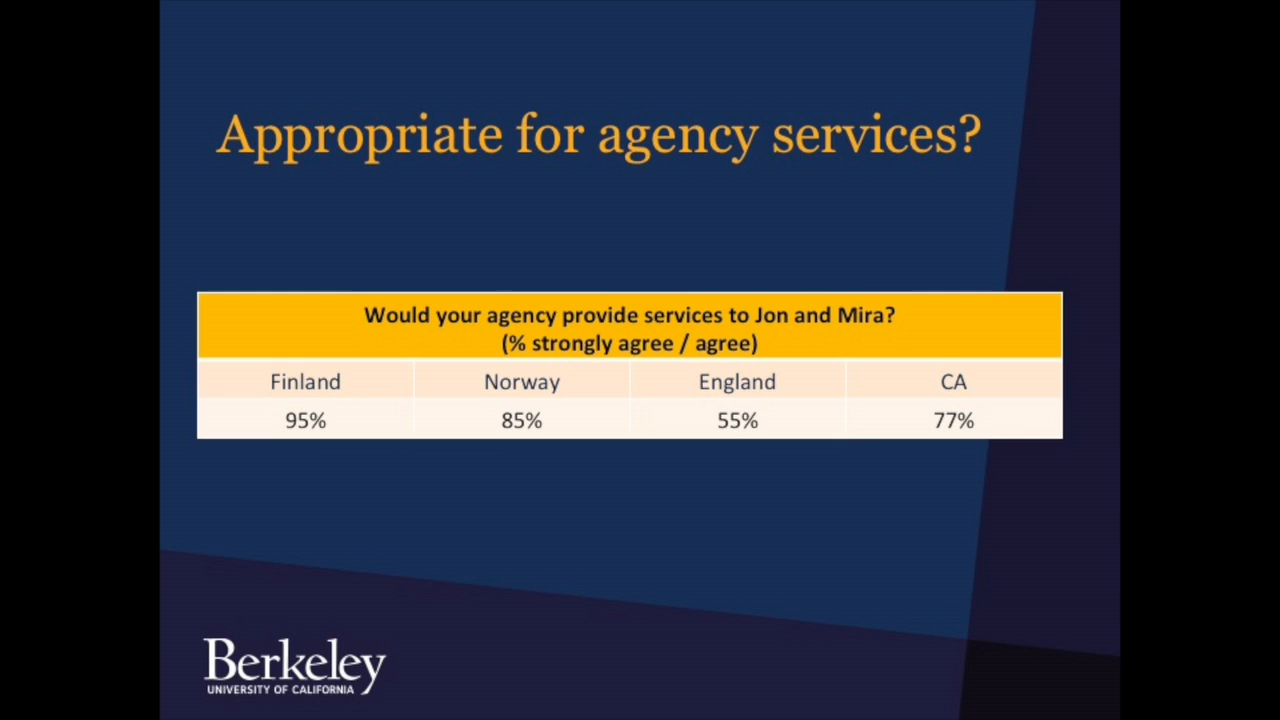 Appropriate for agency services?
Would your agency provide services to Jon and Mira?
(% strongly agree / agree)
Finland Norway England CA
95% 85% 55% 77%
Berkeley
UNIVERSITY OF CALIFORNIA